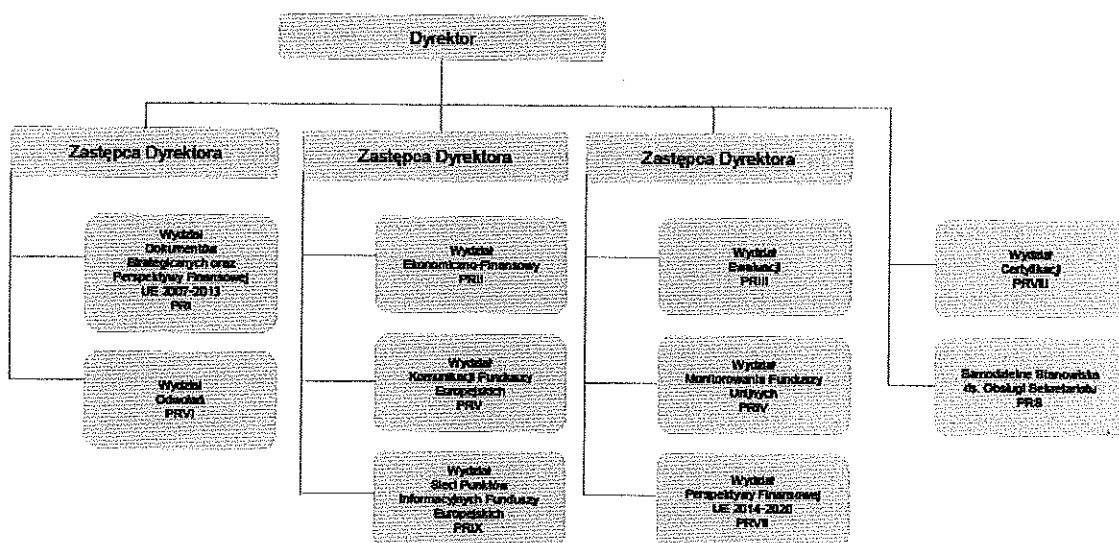 Dyrektor
Zastępca Dyrektora
Zastępca Dyrektora
Zastępca Dyrektora
Wydział
Dokumentów
Strategicznych oraz
Perspektywy Finansowej
UE 2007-2013
PRI
Wydział
Odwołań
PRVI
Wydział
Ekonomiczno-Finansowy
PRII
Wydział
Komunikacji Funduszy
Europejskich
PRV
Wydział
Sieci Punktów
Informacyjnych Funduszy
Europejskich
PRIX
Wydział
Ewaluacji
PRIII
Wydział
Monitorowania Funduszy
Unijnych
PRIV
Wydział
Perspektywy Finansowej
UE 2014-2020
PRVII
Wydział
Certyfikacji
PRVIII
Samodzielne Stanowiska
ds. Obsługi Sekretariatu
PRS